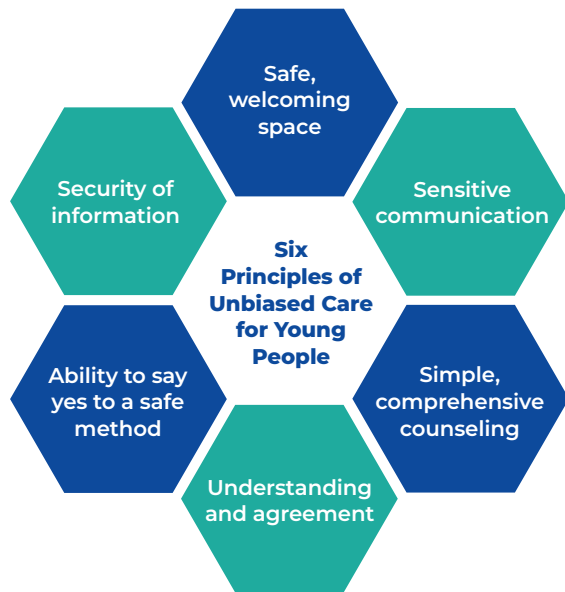 Six
Principles of
Unbiased Care
for Young
People
Safe,
welcoming
space
Sensitive
communication
Simple,
comprehensive
counseling
Understanding
and agreement
Ability to say
yes to a safe
method
Security of
information